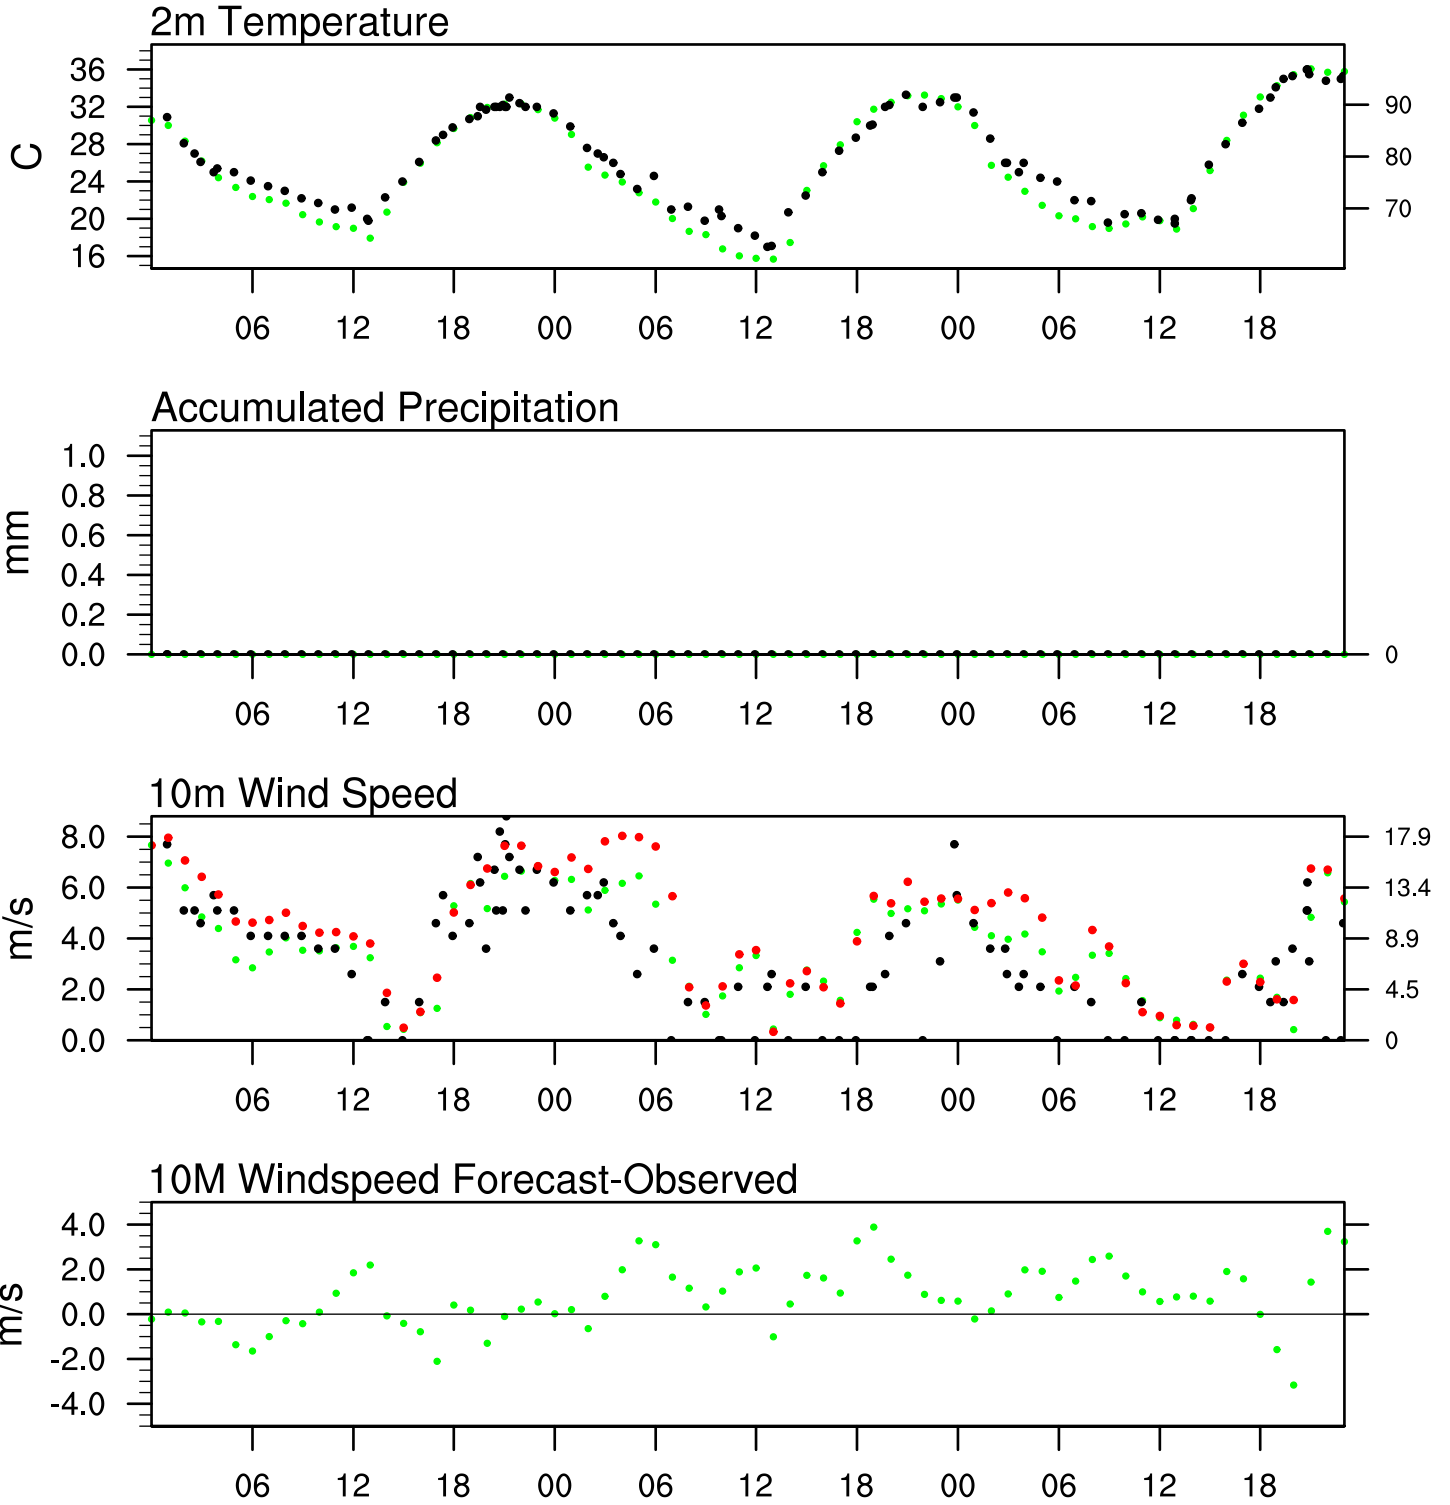 2m Temperature
36
32
28
24
20
16
C
90
80
70
06 12 18 00 06 12 18 00 06 12 18
Accumulated Precipitation
1.0
0.8
0.6
0.4
0.2
0.0
mm
0
06 12 18 00 06 12 18 00 06 12 18
10m Wind Speed
8.0
6.0
4.0
2.0
0.0
m/s
17.9
13.4
8.9
4.5
0
06 12 18 00 06 12 18 00 06 12 18
10M Windspeed Forecast-Observed
4.0
2.0
0.0
-2.0
-4.0
m/s
06 12 18 00 06 12 18 00 06 12 18